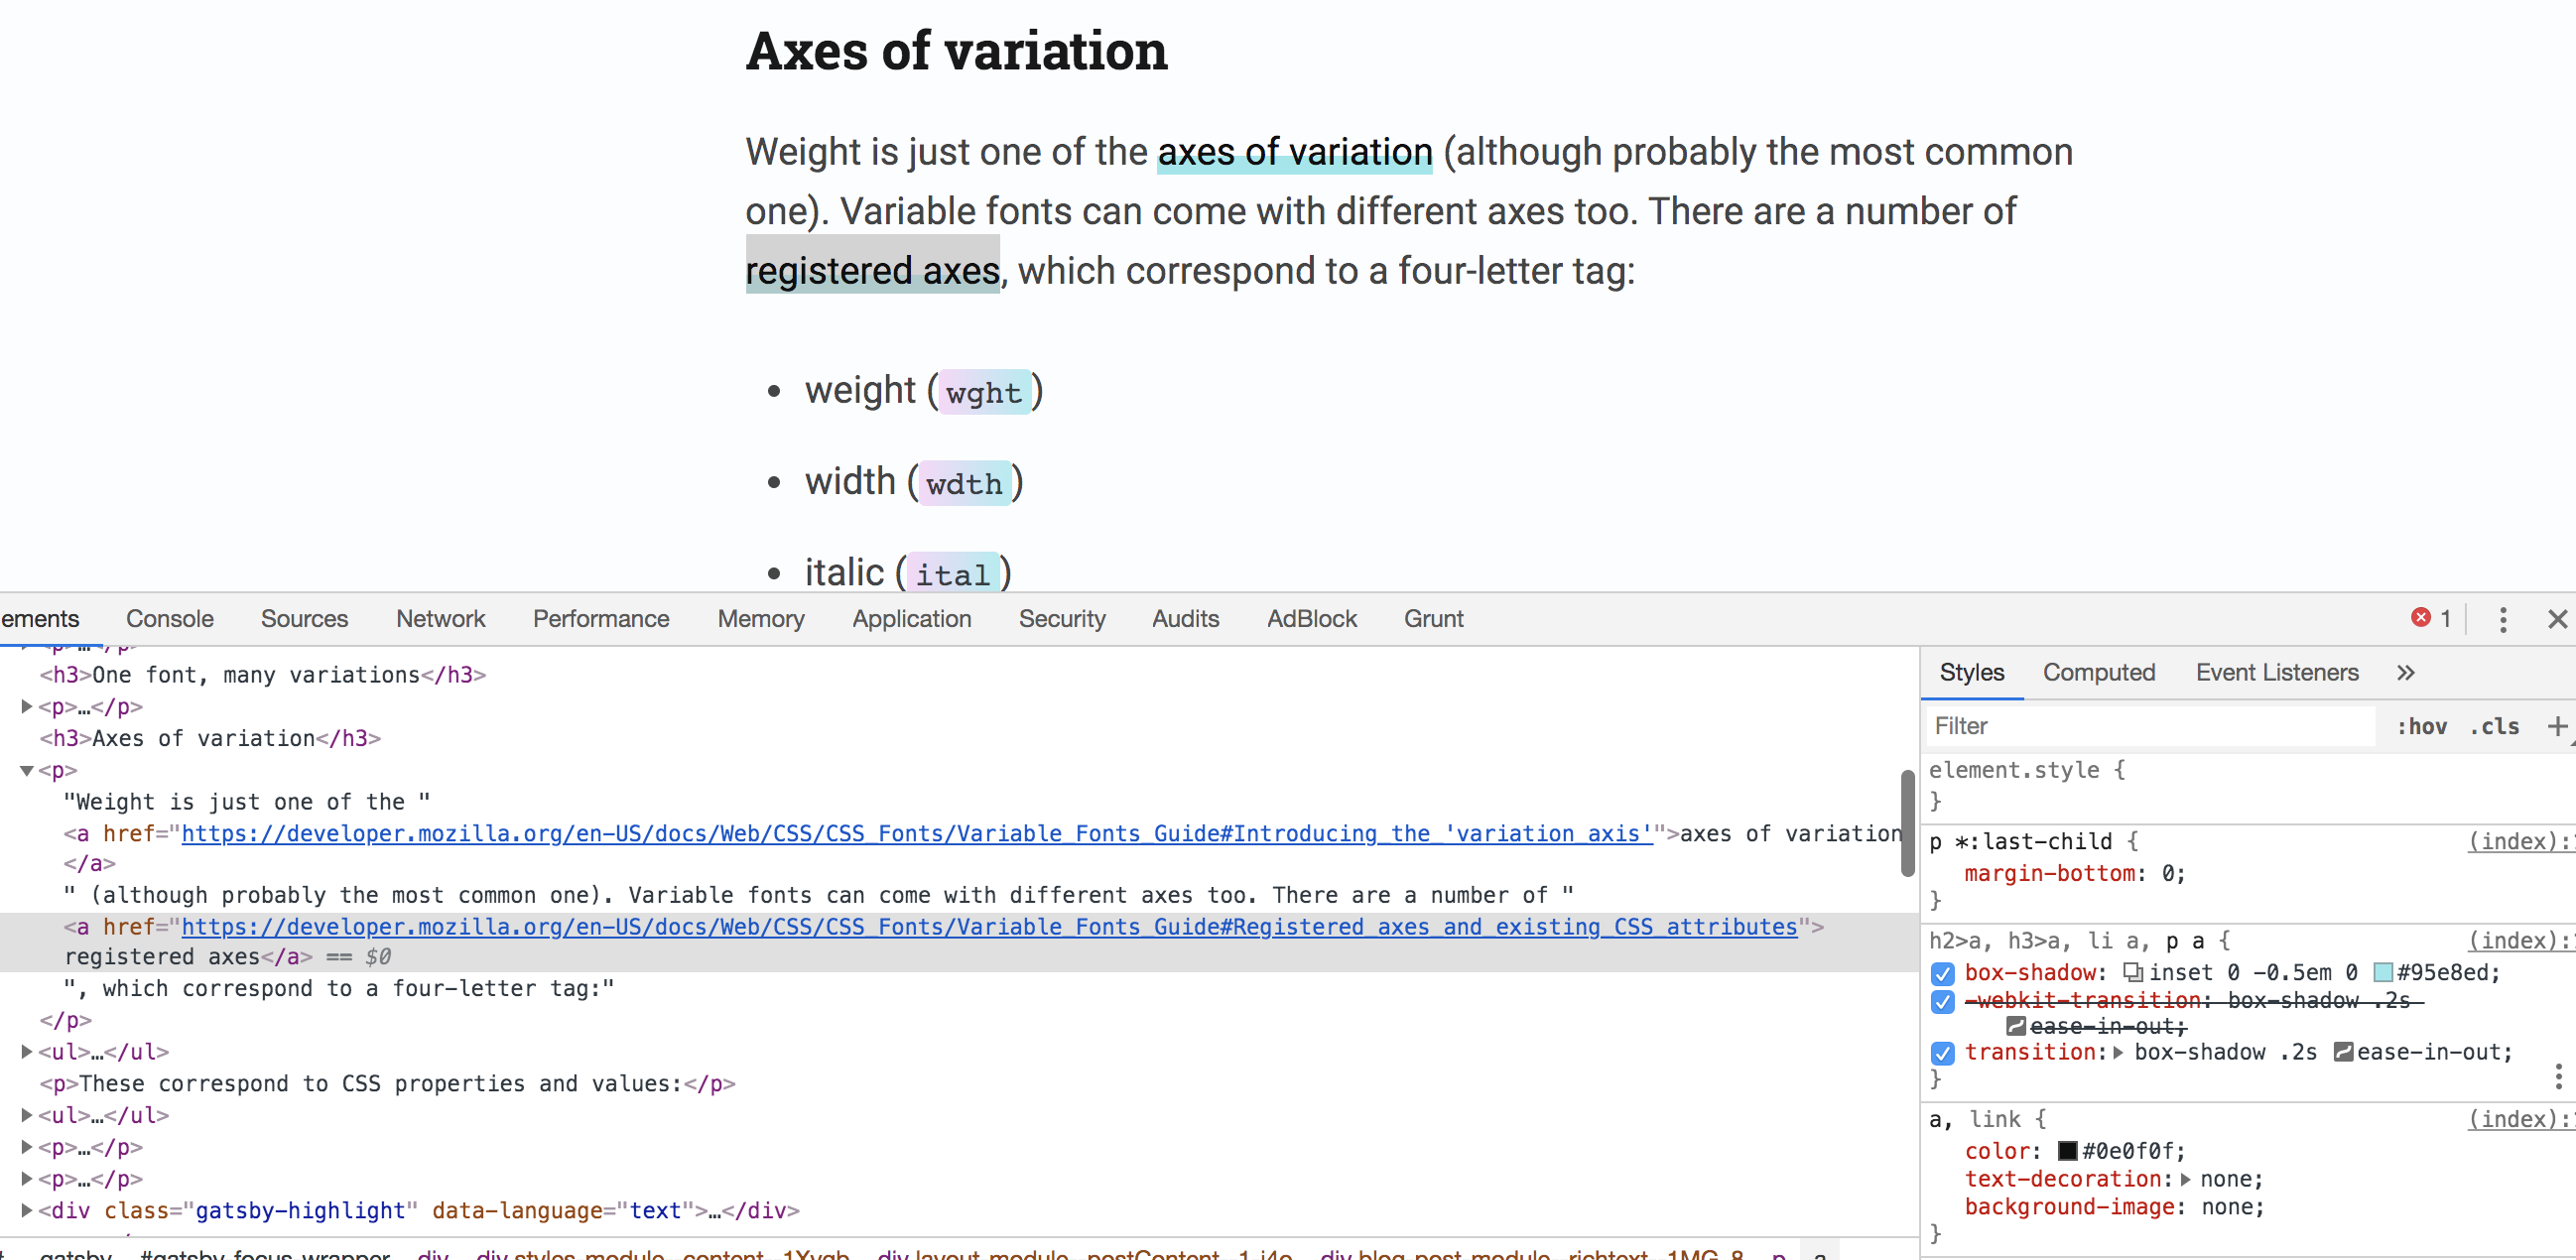 Axes of variation
Weight is just one of the axes of variation (although probably the most common
one). Variable fonts can come with different axes too. There are a number of
registered axes, which correspond to a four-letter tag:
• weight (wght)
• width (wdth)
• italic (ital)
ements Console Sources Network Performance Memory Application Security Audits AdBlock Grunt 1
<h3>One font, many variations</h3>
<p>…</p>
<h3>Axes of variation</h3>
<p>
"Weight is just one of the "
<a href="https://developer.mozilla.org/en-US/docs/Web/CSS/CSS_Fonts/Variable_Fonts_Guide#Introducing_the_'variation_axis'">axes of variation
</a>
" (although probably the most common one). Variable fonts can come with different axes too. There are a number of "
<a href="https://developer.mozilla.org/en-US/docs/Web/CSS/CSS_Fonts/Variable_Fonts_Guide#Registered_axes_and_existing_CSS_attributes">
registered axes</a> == $0
", which correspond to a four-letter tag:"
</p>
<ul>…</ul>
<p>These correspond to CSS properties and values:</p>
<ul>…</ul>
<p>…</p>
<p>…</p>
<div class="gatsby-highlight" data-language="text">…</div>
Styles Computed Event Listeners »
Filter :hov .cls +
element.style {
}
p *:last-child { (index):
margin-bottom: 0;
}
h2>a, h3>a, li a, p a { (index):
box-shadow: inset 0 -0.5em 0 #95e8ed;
-webkit-transition: box-shadow .2s
ease-in-out;
transition: box-shadow .2s ease-in-out;
}
a, link { (index):
color: #0e0f0f;
text-decoration: none;
background-image: none;
}
gatsby #gatsby-focus-wrapper div div.styles-module--content--1Xvgb div.layout-module--postContent--1-i4o div.blog-post-module--richtext--1MG_8 p a